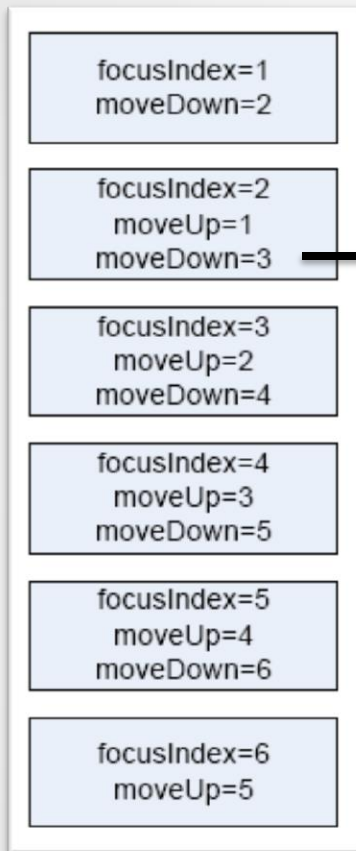 focusIndex=1
moveDown=2
focusIndex=2
moveUp=1
moveDown=3
focusIndex=3
moveUp=2
moveDown=4
focusIndex=4
moveUp=3
moveDown=5
focusIndex=5
moveUp=4
moveDown=6
focusIndex=6
moveUp=5